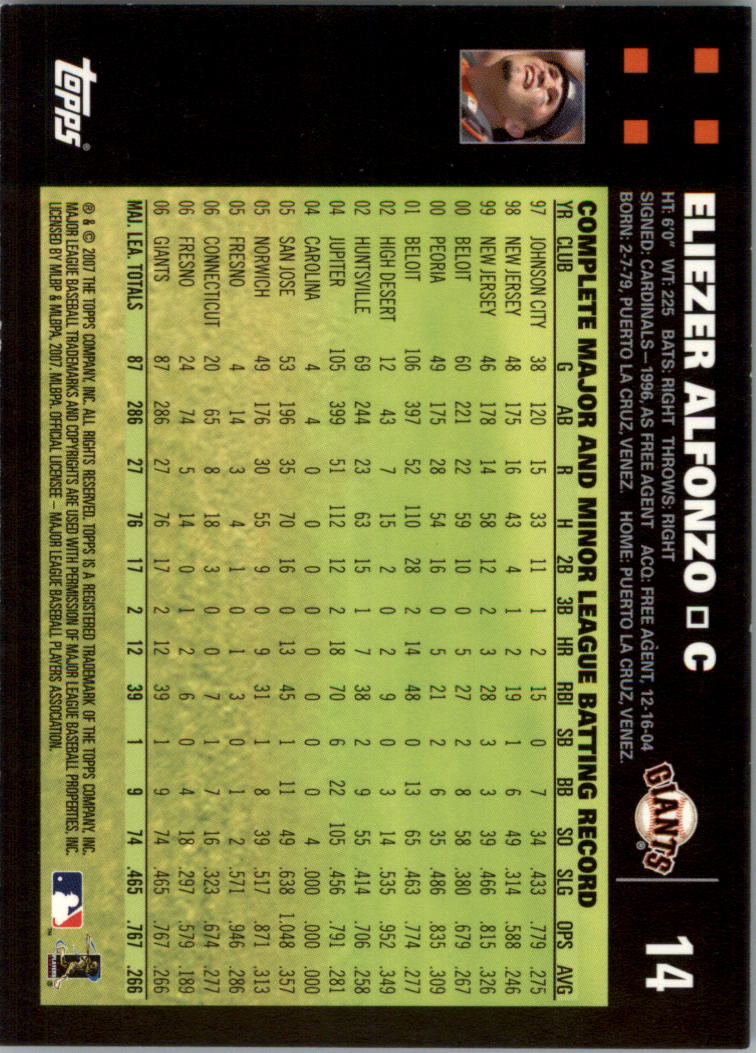 ELIEZER ALFONZO C
14
GIANTS
HT: 6'0" WT: 225 BATS: RIGHT THROWS: RIGHT
SIGNED: CARDINALS—1996, AS FREE AGENT ACQ: FREE AGENT, 12-16-04
BORN: 2-7-79, PUERTO LA CRUZ, VENEZ. HOME: PUERTO LA CRUZ, VENEZ.
COMPLETE MAJOR AND MINOR LEAGUE BATTING RECORD
YR CLUB G AB R H 2B 3B HR RBI SB BB SO SLG OPS AVG
97 JOHNSON CITY 38 120 15 33 11 1 2 15 0 7 34 .433 .779 .275
98 NEW JERSEY 48 175 16 43 4 1 2 19 1 6 49 .314 .588 .246
99 NEW JERSEY 46 178 14 58 12 2 3 28 3 3 39 .466 .815 .326
00 BELOIT 60 221 22 59 10 0 5 27 2 8 58 .380 .679 .267
00 PEORIA 49 175 28 54 16 0 5 21 2 6 35 .486 .835 .309
01 BELOIT 106 397 52 110 28 2 14 48 0 13 65 .463 .774 .277
02 HIGH DESERT 12 43 7 15 2 0 2 9 0 3 14 .535 .952 .349
02 HUNTSVILLE 69 244 23 63 15 1 7 38 2 9 55 .414 .706 .258
04 JUPITER 105 399 51 112 12 2 18 70 6 22 105 .456 .791 .281
04 CAROLINA 4 4 0 0 0 0 0 0 0 0 4 .000 .000 .000
05 SAN JOSE 53 196 35 70 16 0 13 45 1 11 49 .638 1.048 .357
05 NORWICH 49 176 30 55 9 0 9 31 1 8 39 .517 .871 .313
05 FRESNO 4 14 3 4 1 0 1 3 0 1 2 .571 .946 .286
06 CONNECTICUT 20 65 8 18 3 0 0 7 1 7 16 .323 .674 .277
06 FRESNO 24 74 5 14 0 1 2 6 0 4 18 .297 .579 .189
06 GIANTS 87 286 27 76 17 2 12 39 1 9 74 .465 .767 .266
MAJ. LEA. TOTALS 87 286 27 76 17 2 12 39 1 9 74 .465 .767 .266
® & © 2007 THE TOPPS COMPANY, INC. ALL RIGHTS RESERVED. TOPPS IS A REGISTERED TRADEMARK OF THE TOPPS COMPANY, INC.
MAJOR LEAGUE BASEBALL TRADEMARKS AND COPYRIGHTS ARE USED WITH PERMISSION OF MAJOR LEAGUE BASEBALL PROPERTIES, INC.
LICENSED BY MLBP & MLBPA. 2007. MLBPA. OFFICIAL LICENSEE – MAJOR LEAGUE BASEBALL PLAYERS ASSOCIATION.
topps®